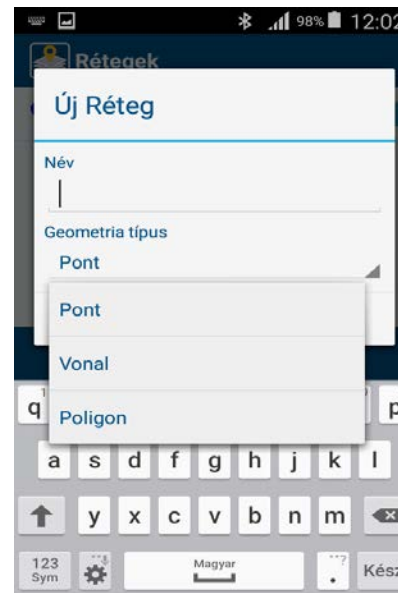 98% 12:02
Rétegek
Új Réteg
Név
Geometria típus
Pont
Pont
Vonal
Poligon
q p
a s d f g h j k l
y x c v b n m
123
Sym
Magyar
. Kész